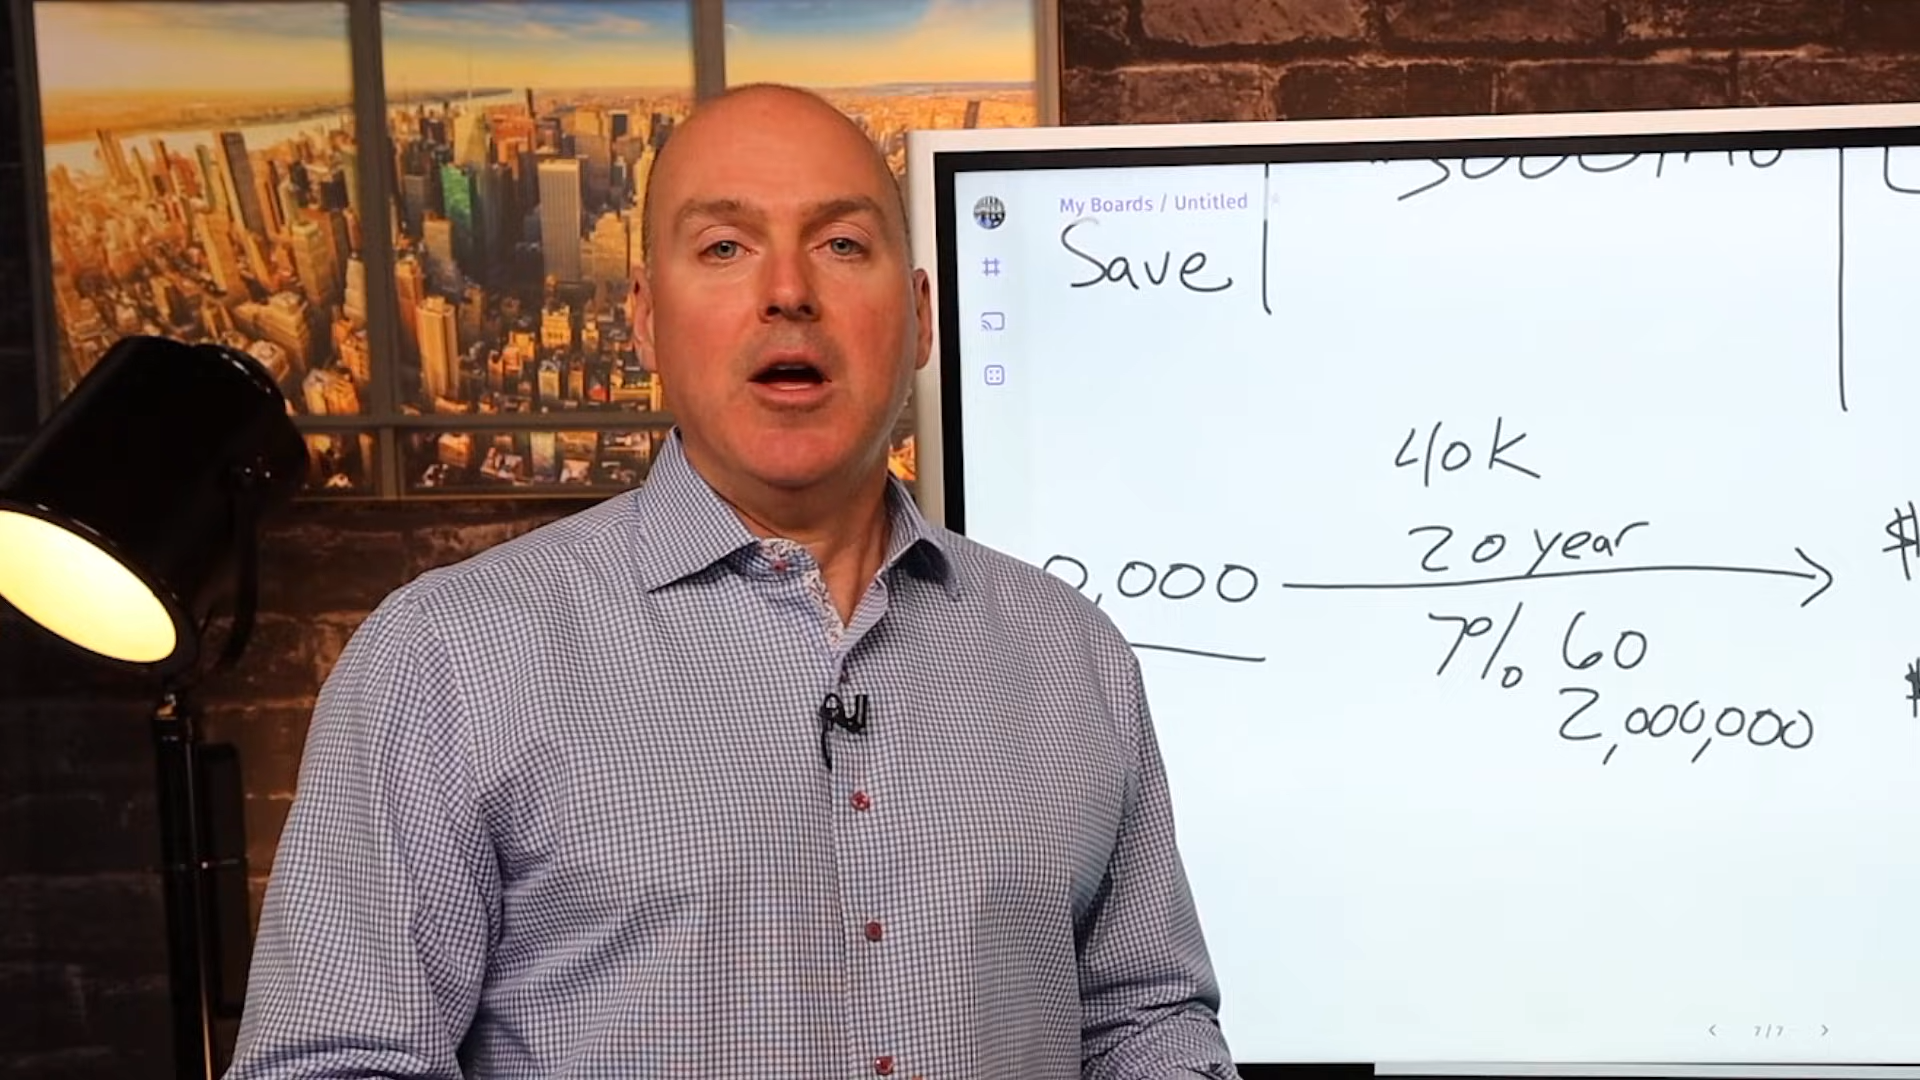 My Boards / Untitled
Save
40K
20 year
,000
7% 60
2,000,000
$
$
< 7/7 >